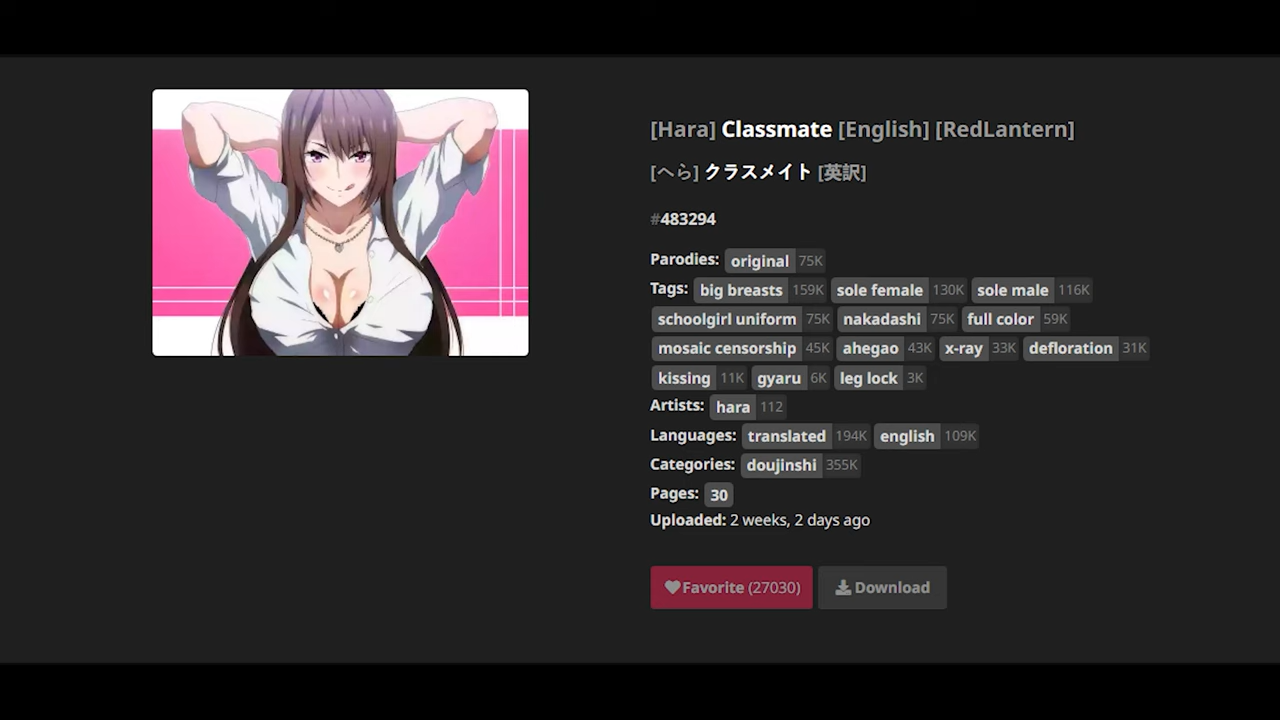 [Hara] Classmate [English] [RedLantern]
[へら] クラスメイト [英訳]
#483294
Parodies: original 75K
Tags: big breasts 159K sole female 130K sole male 116K
schoolgirl uniform 75K nakadashi 75K full color 59K
mosaic censorship 45K ahegao 43K x-ray 33K defloration 31K
kissing 11K gyaru 6K leg lock 3K
Artists: hara 112
Languages: translated 194K english 109K
Categories: doujinshi 355K
Pages: 30
Uploaded: 2 weeks, 2 days ago
Favorite (27030) Download